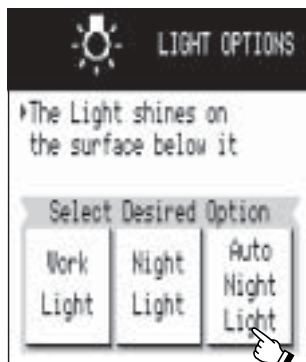 LIGHT OPTIONS
The Light shines on
the surface below it
Select Desired Option
Work
Light
Night
Light
Auto
Night
Light